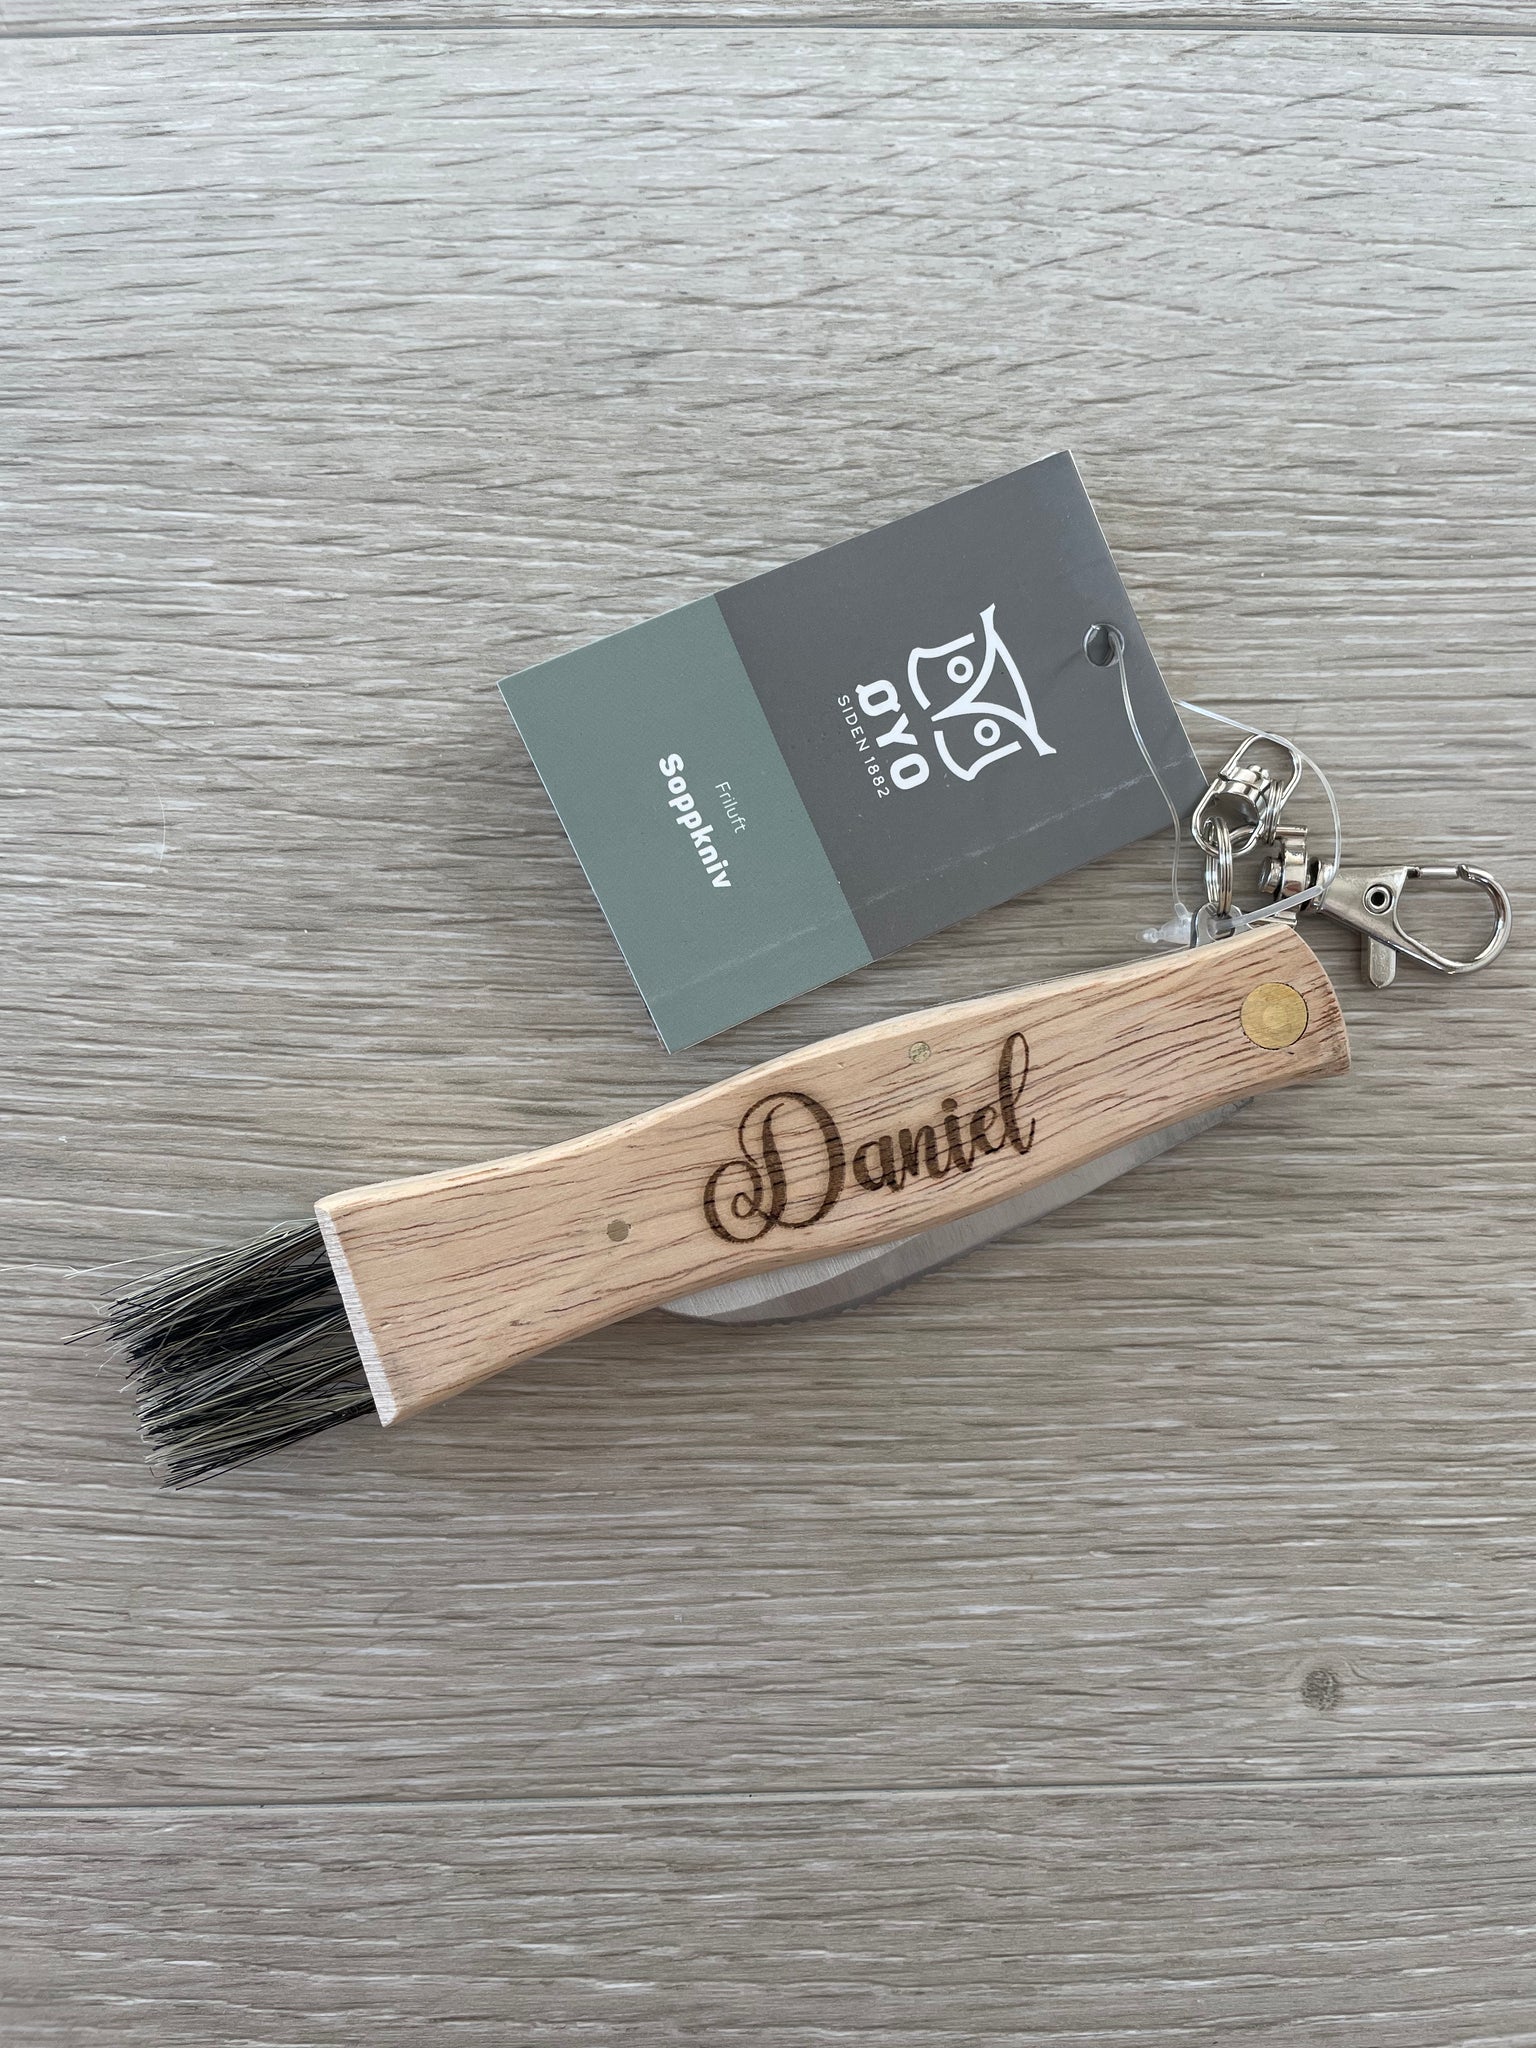 ØYO
SIDEN 1882
Friluft
Soppkniv
Daniel